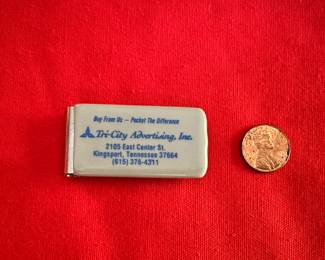 Buy From Us — Pocket The Difference
Tri-City Advertising, Inc.
2105 East Center St.
Kingsport, Tennessee 37664
(615) 376-4311